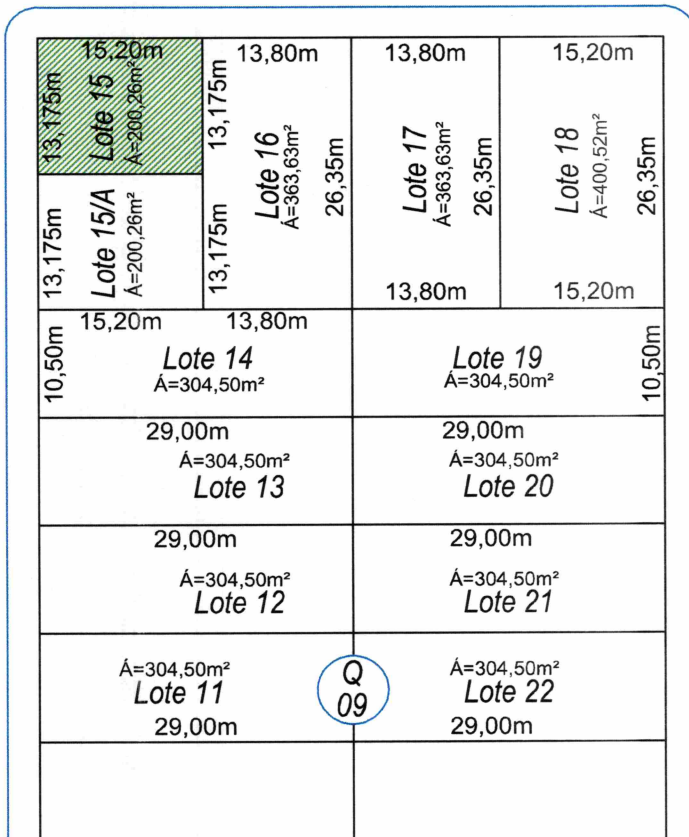 15,20m
13,175m
Lote 15
Á=200,26m²
13,175m
Lote 15/A
Á=200,26m²
15,20m
13,80m
13,175m
13,175m
Lote 16
Á=363,63m²
26,35m
13,80m
13,80m
Lote 17
Á=363,63m²
26,35m
13,80m
15,20m
Lote 18
Á=400,52m²
26,35m
15,20m
10,50m
Lote 14
Á=304,50m²
Lote 19
Á=304,50m²
10,50m
29,00m
Á=304,50m²
Lote 13
29,00m
Á=304,50m²
Lote 20
29,00m
Á=304,50m²
Lote 12
29,00m
Á=304,50m²
Lote 21
Á=304,50m²
Lote 11
29,00m
Q
09
Á=304,50m²
Lote 22
29,00m